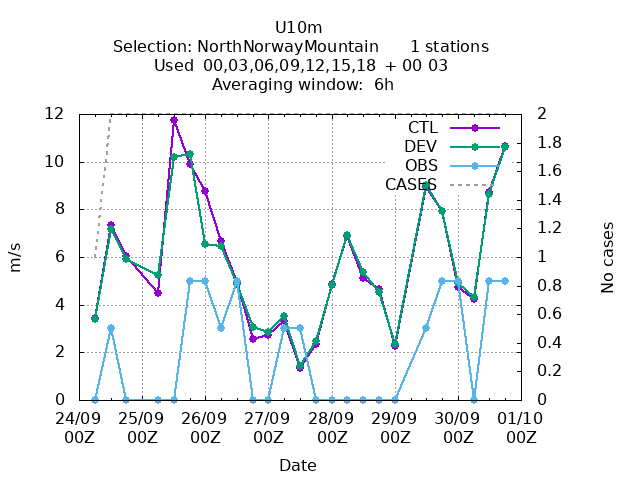 U10m
Selection: NorthNorwayMountain 1 stations
Used 00,03,06,09,12,15,18 + 00 03
Averaging window: 6h
12 2
1.8
10 1.6
8 1.4
1.2
6 1
0.8
4 0.6
2 0.4
0.2
0 0
m/s
No cases
CTL
DEV
OBS
CASES
24/09 25/09 26/09 27/09 28/09 29/09 30/09 01/10
00Z 00Z 00Z 00Z 00Z 00Z 00Z 00Z
Date